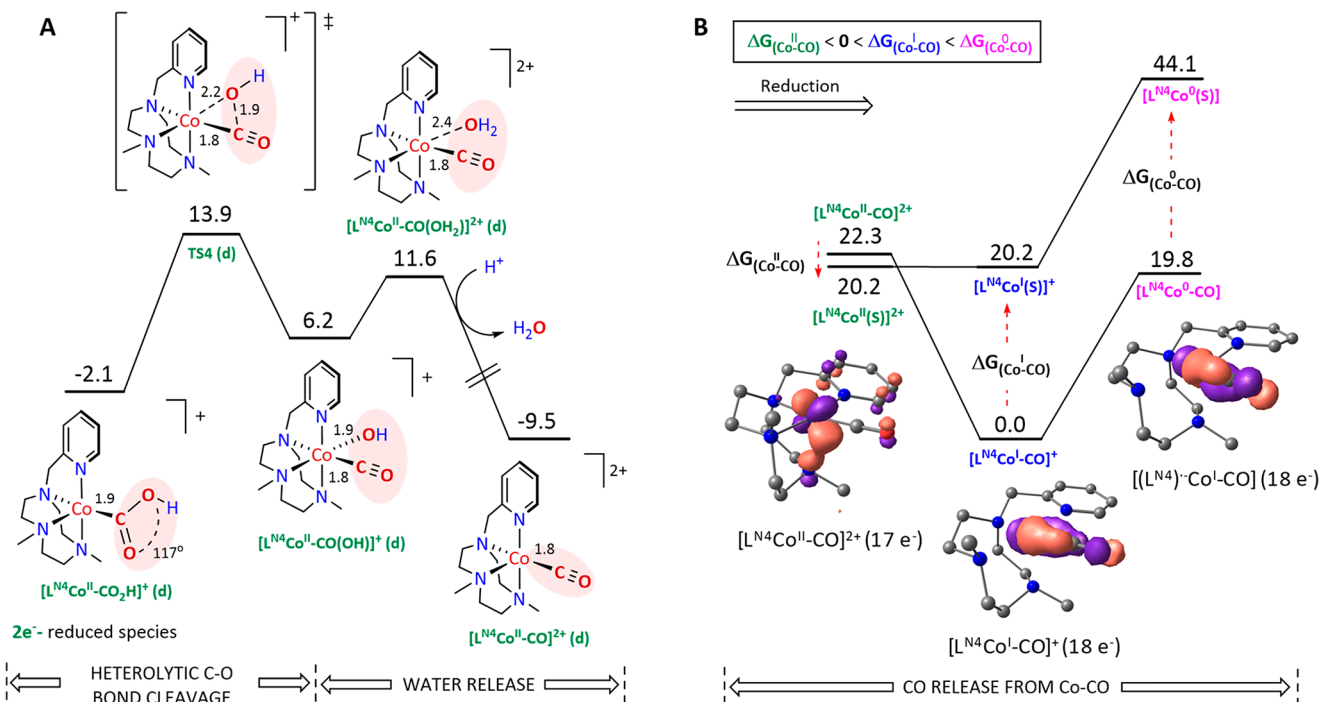 A
+
‡
H
2.2
O
N
1.9
N
Co
1.8
C≡O
N
N
13.9
TS4 (d)
2+
N
N
2.4
OH2
Co
1.8
C≡O
N
N
[L^N4Co^II-CO(OH2)]^2+ (d)
11.6
H+
H2O
6.2
-2.1
-9.5
+
N
N
1.9
O
H
Co
C
N
O
117°
N
[L^N4Co^II-CO2H]^+ (d)
2e^-- reduced species
+
N
N
1.9
OH
Co
1.8
C≡O
N
N
[L^N4Co^II-CO(OH)]^+ (d)
2+
N
N
1.8
Co
C≡O
N
N
[L^N4Co^II-CO]^2+ (d)
HETEROLYTIC C-O
BOND CLEAVAGE
WATER RELEASE
B
ΔG^II(Co-CO) < 0 < ΔG^I(Co-CO) < ΔG^0(Co-CO)
Reduction
44.1
[L^N4Co^0(S)]
ΔG^0(Co-CO)
[L^N4Co^II-CO]^2+
22.3
ΔG^II(Co-CO)
20.2
[L^N4Co^II(S)]^2+
20.2
[L^N4Co^I(S)]^+
19.8
[L^N4Co^0-CO]
ΔG^I(Co-CO)
0.0
[L^N4Co^I-CO]^+
[L^N4Co^II-CO]^2+ (17 e^-)
[(L^N4)^·-Co^I-CO] (18 e^-)
[L^N4Co^I-CO]^+ (18 e^-)
CO RELEASE FROM Co-CO